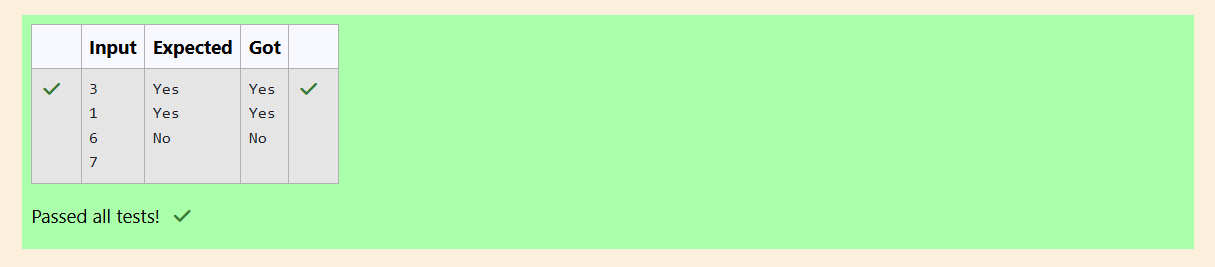 Input Expected Got
3 Yes Yes
1 Yes Yes
6 No No
7
Passed all tests!